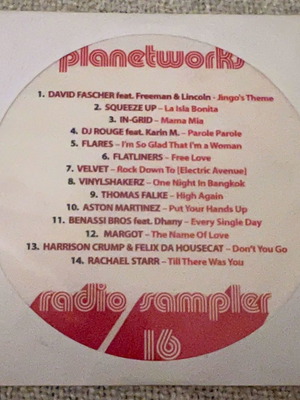 planetworks
1. DAVID FASCHER feat. Freeman & Lincoln - Jingo's Theme
2. SQUEEZE UP – La Isla Bonita
3. IN-GRID – Mama Mia
4. DJ ROUGE feat. Karin M. – Parole Parole
5. FLARES – I'm So Glad That I'm a Woman
6. FLATLINERS – Free Love
7. VELVET – Rock Down To [Electric Avenue]
8. VINYLSHAKERZ – One Night In Bangkok
9. THOMAS FALKE – High Again
10. ASTON MARTINEZ – Put Your Hands Up
11. BENASSI BROS feat. Dhany – Every Single Day
12. MARGOT – The Name Of Love
13. HARRISON CRUMP & FELIX DA HOUSECAT – Don't You Go
14. RACHAEL STARR – Till There Was You
radio sampler
16